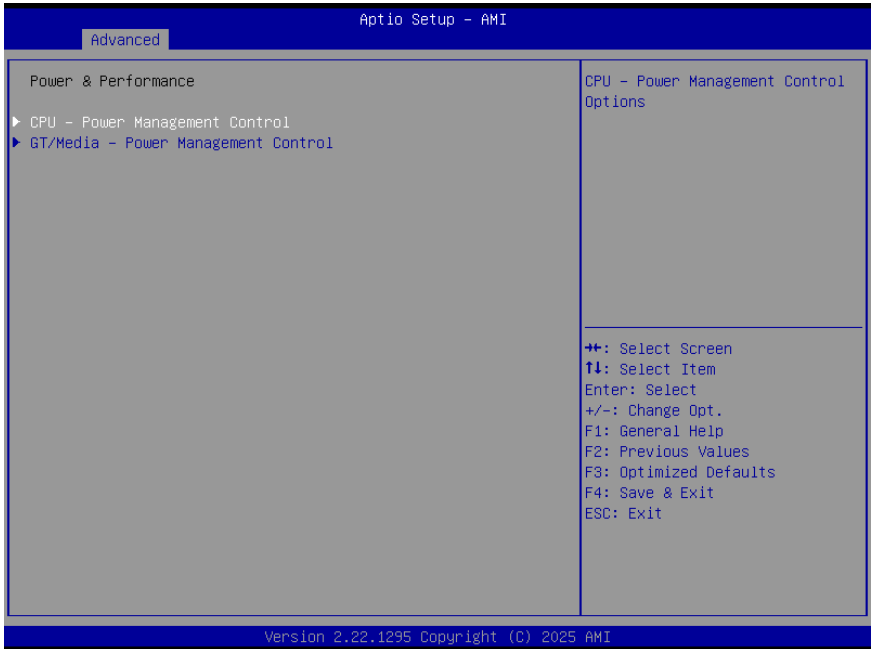 Aptio Setup – AMI
Advanced
Power & Performance
CPU – Power Management Control
GT/Media – Power Management Control
CPU – Power Management Control
Options
→←: Select Screen
↑↓: Select Item
Enter: Select
+/-: Change Opt.
F1: General Help
F2: Previous Values
F3: Optimized Defaults
F4: Save & Exit
ESC: Exit
Version 2.22.1295 Copyright (C) 2025 AMI